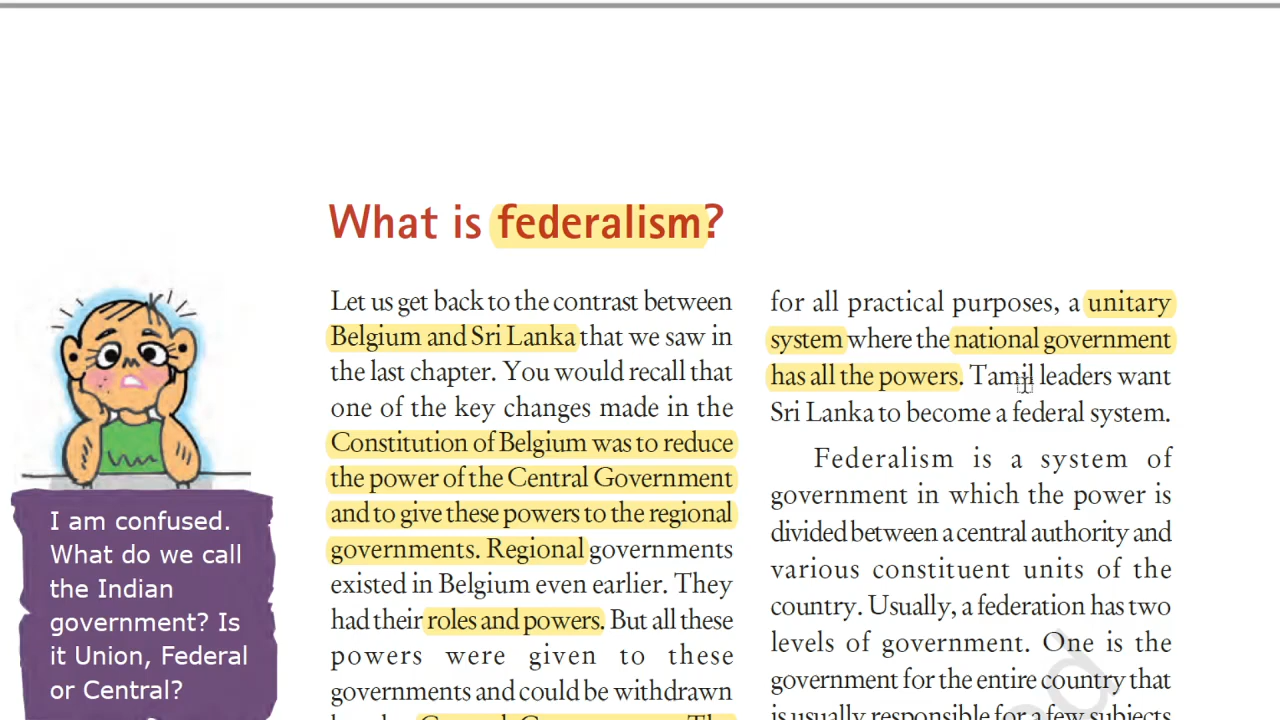 What is federalism?
I am confused.
What do we call
the Indian
government? Is
it Union, Federal
or Central?
Let us get back to the contrast between
Belgium and Sri Lanka that we saw in
the last chapter. You would recall that
one of the key changes made in the
Constitution of Belgium was to reduce
the power of the Central Government
and to give these powers to the regional
governments. Regional governments
existed in Belgium even earlier. They
had their roles and powers. But all these
powers were given to these
governments and could be withdrawn
for all practical purposes, a unitary
system where the national government
has all the powers. Tamil leaders want
Sri Lanka to become a federal system.
Federalism is a system of
government in which the power is
divided between a central authority and
various constituent units of the
country. Usually, a federation has two
levels of government. One is the
government for the entire country that
is usually responsible for a few subjects